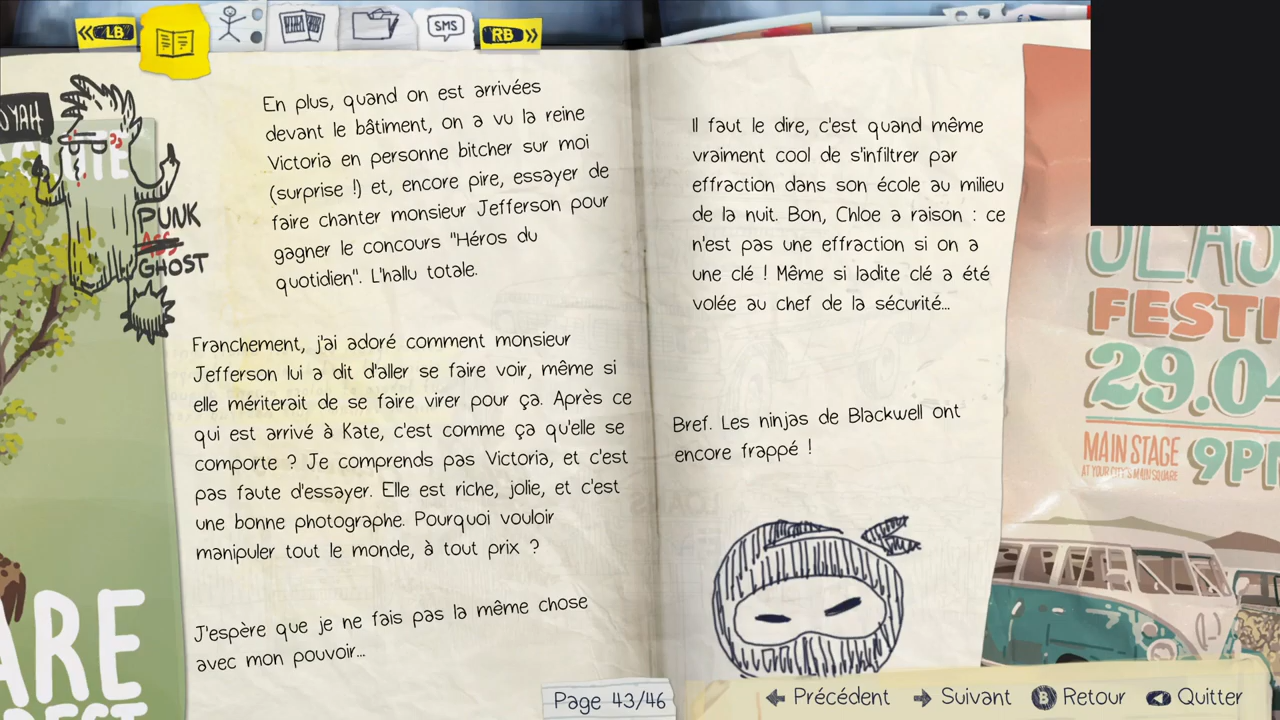 LB
SMS
RB
En plus, quand on est arrivées
devant le bâtiment, on a vu la reine
Victoria en personne bitcher sur moi
(surprise !) et, encore pire, essayer de
faire chanter monsieur Jefferson pour
gagner le concours "Héros du
quotidien". L'hallu totale.
PUNK
ASS
GHOST
Franchement, j'ai adoré comment monsieur
Jefferson lui a dit d'aller se faire voir, même si
elle mériterait de se faire virer pour ça. Après ce
qui est arrivé à Kate, c'est comme ça qu'elle se
comporte ? Je comprends pas Victoria, et c'est
pas faute d'essayer. Elle est riche, jolie, et c'est
une bonne photographe. Pourquoi vouloir
manipuler tout le monde, à tout prix ?
J'espère que je ne fais pas la même chose
avec mon pouvoir...
Il faut le dire, c'est quand même
vraiment cool de s'infiltrer par
effraction dans son école au milieu
de la nuit. Bon, Chloe a raison : ce
n'est pas une effraction si on a
une clé ! Même si ladite clé a été
volée au chef de la sécurité...
Bref. Les ninjas de Blackwell ont
encore frappé !
FESTI
29.04
MAIN STAGE
AT YOUR CITY'S MAIN SQUARE
9P
ARE
Page 43/46
Précédent
Suivant
B Retour
Quitter